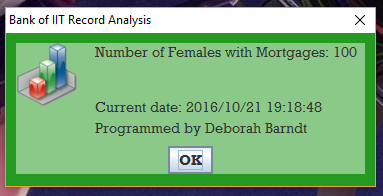 Bank of IIT Record Analysis
Number of Females with Mortgages: 100
Current date: 2016/10/21 19:18:48
Programmed by Deborah Barndt
OK